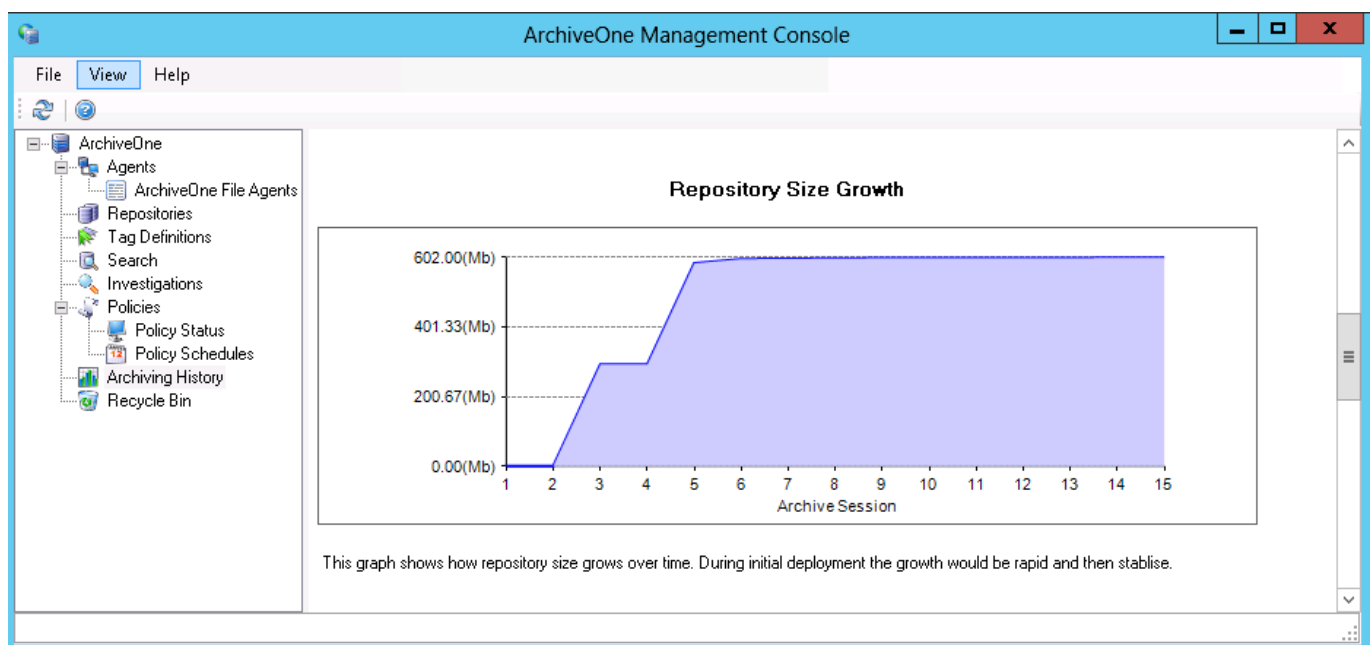 ArchiveOne Management Console
x
File View Help
ArchiveOne
Agents
ArchiveOne File Agents
Repositories
Tag Definitions
Search
Investigations
Policies
Policy Status
12
Policy Schedules
Archiving History
Recycle Bin
Repository Size Growth
602.00(Mb)
401.33(Mb)
200.67(Mb)
0.00(Mb)
1 2 3 4 5 6 7 8 9 10 11 12 13 14 15
Archive Session
This graph shows how repository size grows over time. During initial deployment the growth would be rapid and then stablise.